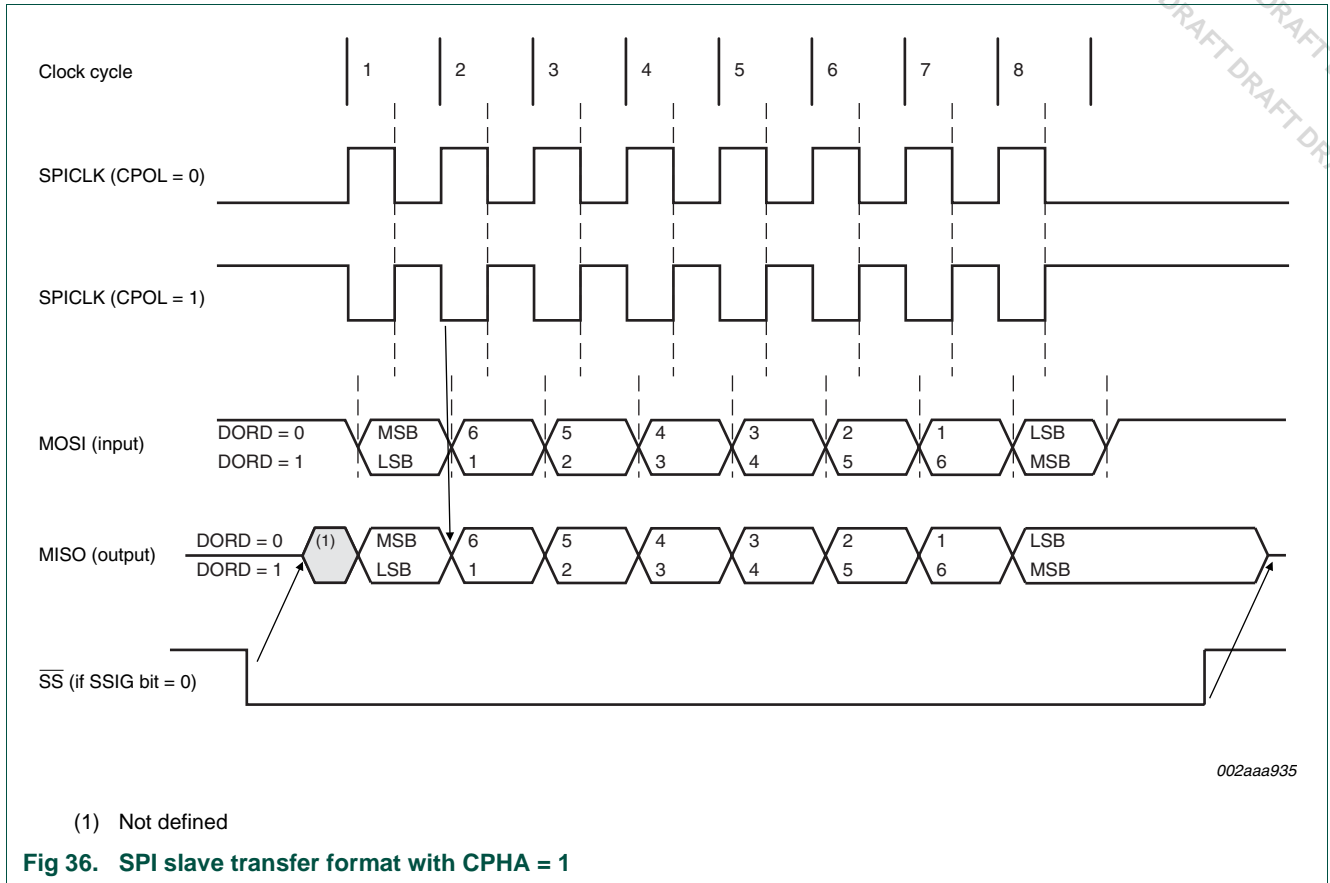 DRAFT DRAFT DRAFT DRA
DRAFT
Clock cycle 1 2 3 4 5 6 7 8
SPICLK (CPOL = 0)
SPICLK (CPOL = 1)
MOSI (input) DORD = 0 MSB 6 5 4 3 2 1 LSB
DORD = 1 LSB 1 2 3 4 5 6 MSB
MISO (output) DORD = 0 (1) MSB 6 5 4 3 2 1 LSB
DORD = 1 LSB 1 2 3 4 5 6 MSB
SS (if SSIG bit = 0)
002aaa935
(1) Not defined
Fig 36. SPI slave transfer format with CPHA = 1